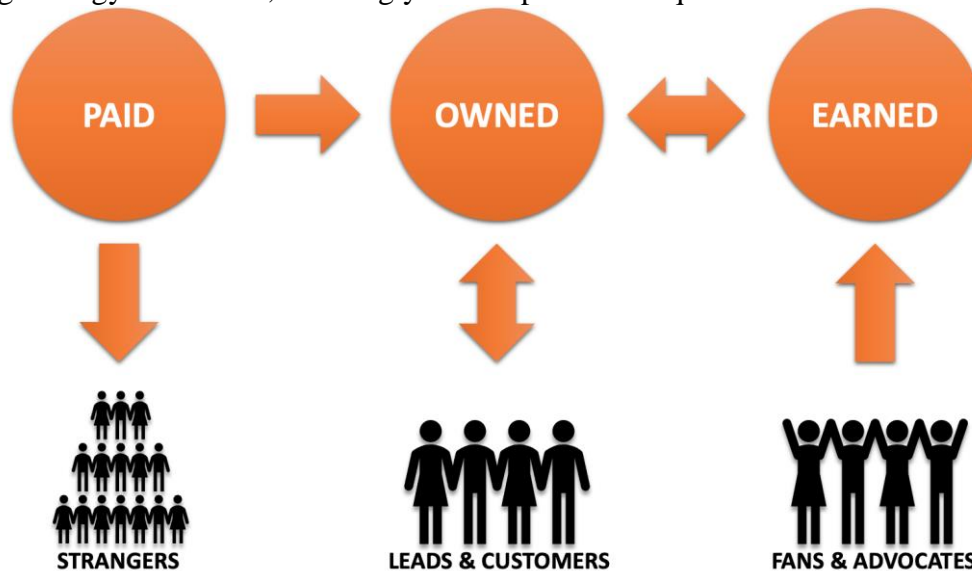 PAID
OWNED
EARNED
STRANGERS
LEADS & CUSTOMERS
FANS & ADVOCATES